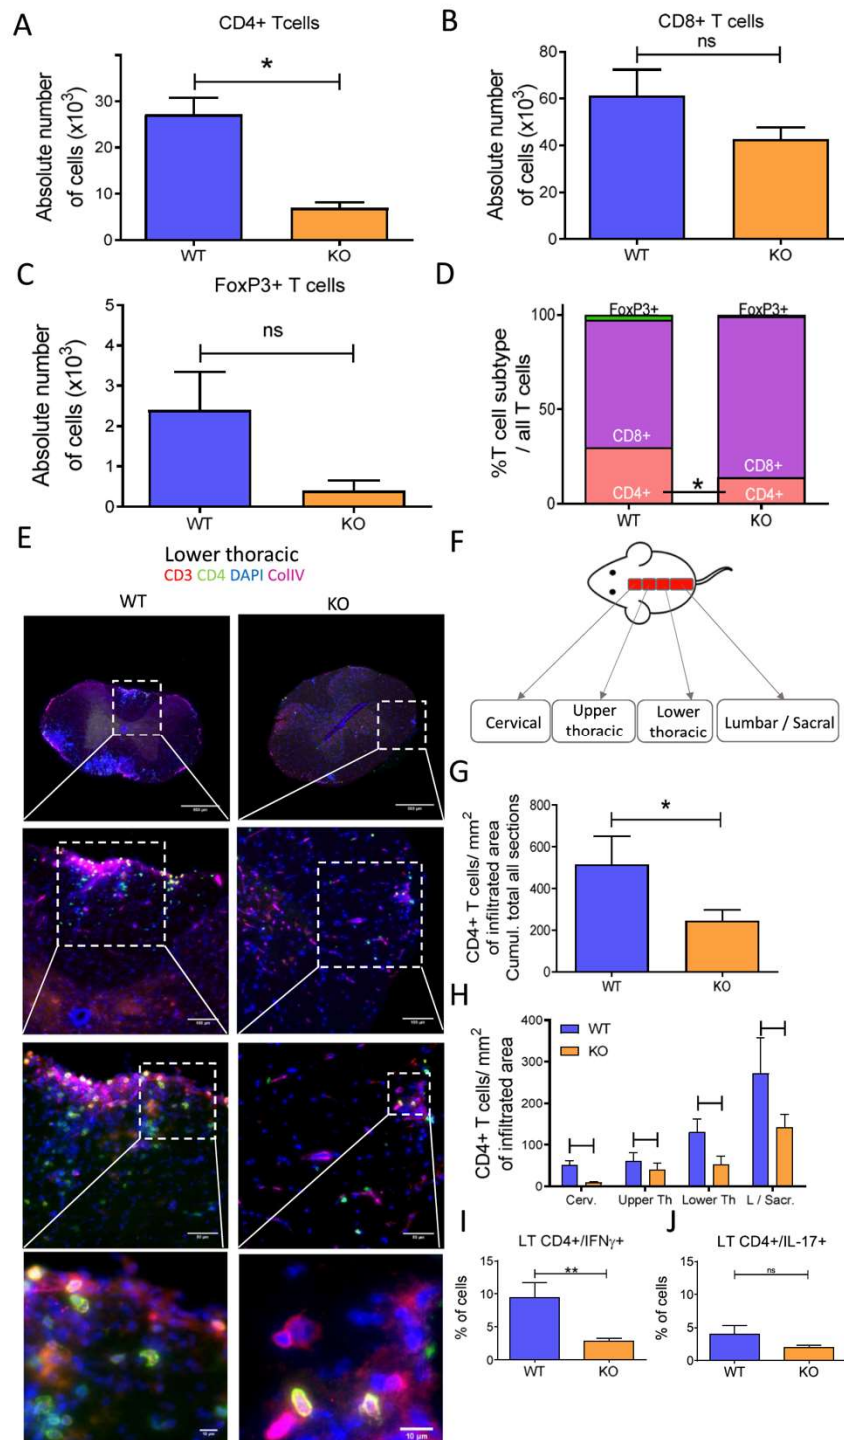 A
CD4+ Tcells
Absolute number
of cells (x10³)
30
20
10
0
*
WT
KO
B
CD8+ T cells
Absolute number
of cells (x10³)
80
60
40
20
0
ns
WT
KO
C
FoxP3+ T cells
Absolute number
of cells (x10³)
5
4
3
2
1
0
ns
WT
KO
D
%T cell subtype
/ all T cells
100
50
0
FoxP3+
FoxP3+
CD8+
CD8+
CD4+
*
CD4+
WT
KO
E
Lower thoracic
CD3 CD4 DAPI ColIV
WT
KO
10 µm
F
Cervical
Upper
thoracic
Lower
thoracic
Lumbar / Sacral
G
CD4+ T cells/ mm²
of infiltrated area
Cumul. total all sections
800
600
400
200
0
*
WT
KO
H
CD4+ T cells/ mm²
of infiltrated area
400
300
200
100
0
WT
KO
Cerv.
Upper Th
Lower Th
L / Sacr.
I
LT CD4+/IFNγ+
% of cells
15
10
5
0
**
WT
KO
J
LT CD4+/IL-17+
% of cells
15
10
5
0
ns
WT
KO